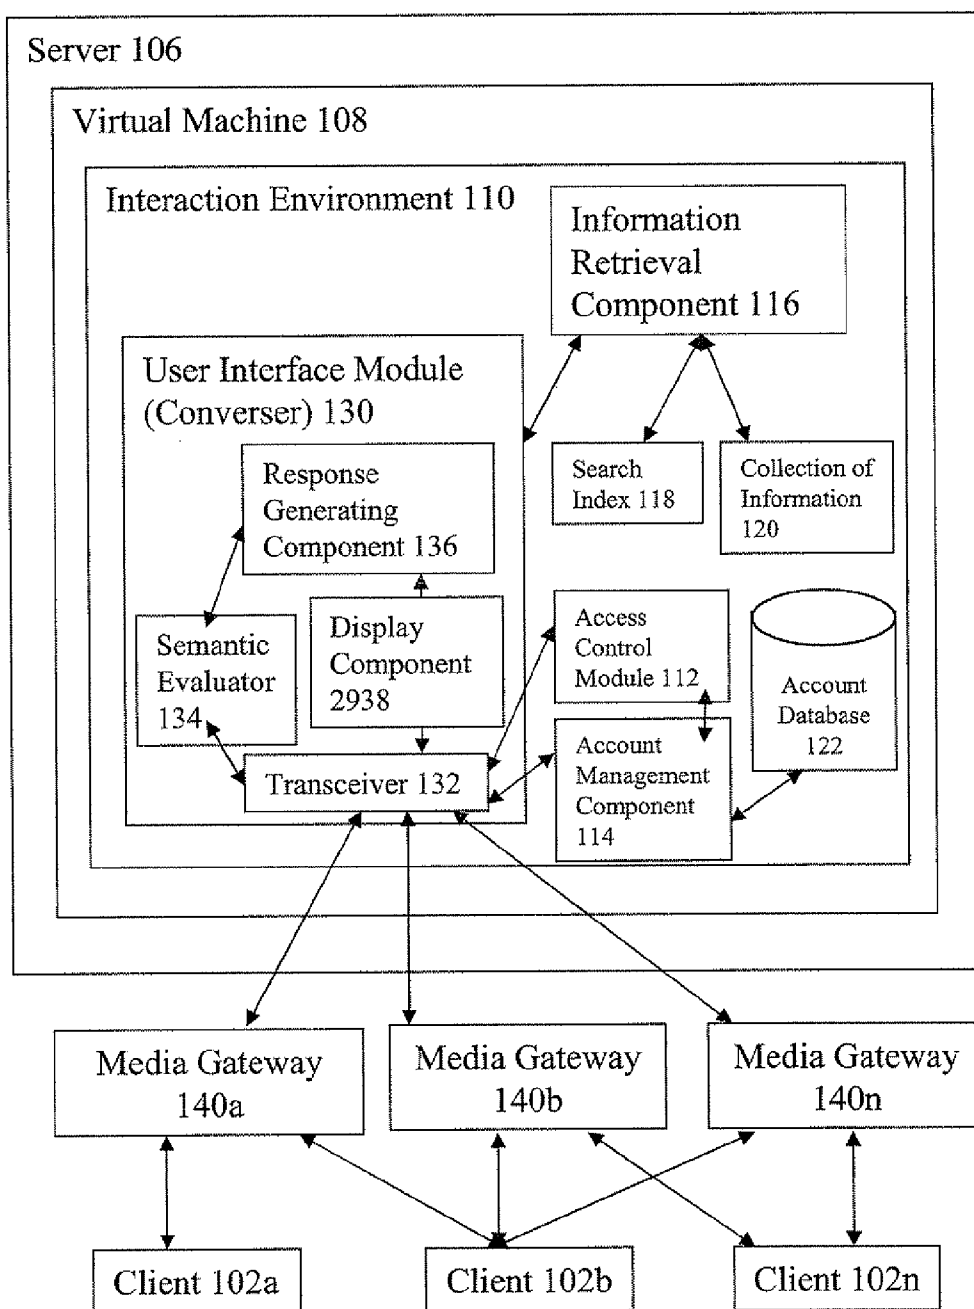 Server 106
Virtual Machine 108
Interaction Environment 110
Information
Retrieval
Component 116
User Interface Module
(Converser) 130
Response
Generating
Component 136
Search
Index 118
Collection of
Information
120
Semantic
Evaluator
134
Display
Component
2938
Access
Control
Module 112
Account
Database
122
Transceiver 132
Account
Management
Component
114
Media Gateway
140a
Media Gateway
140b
Media Gateway
140n
Client 102a
Client 102b
Client 102n